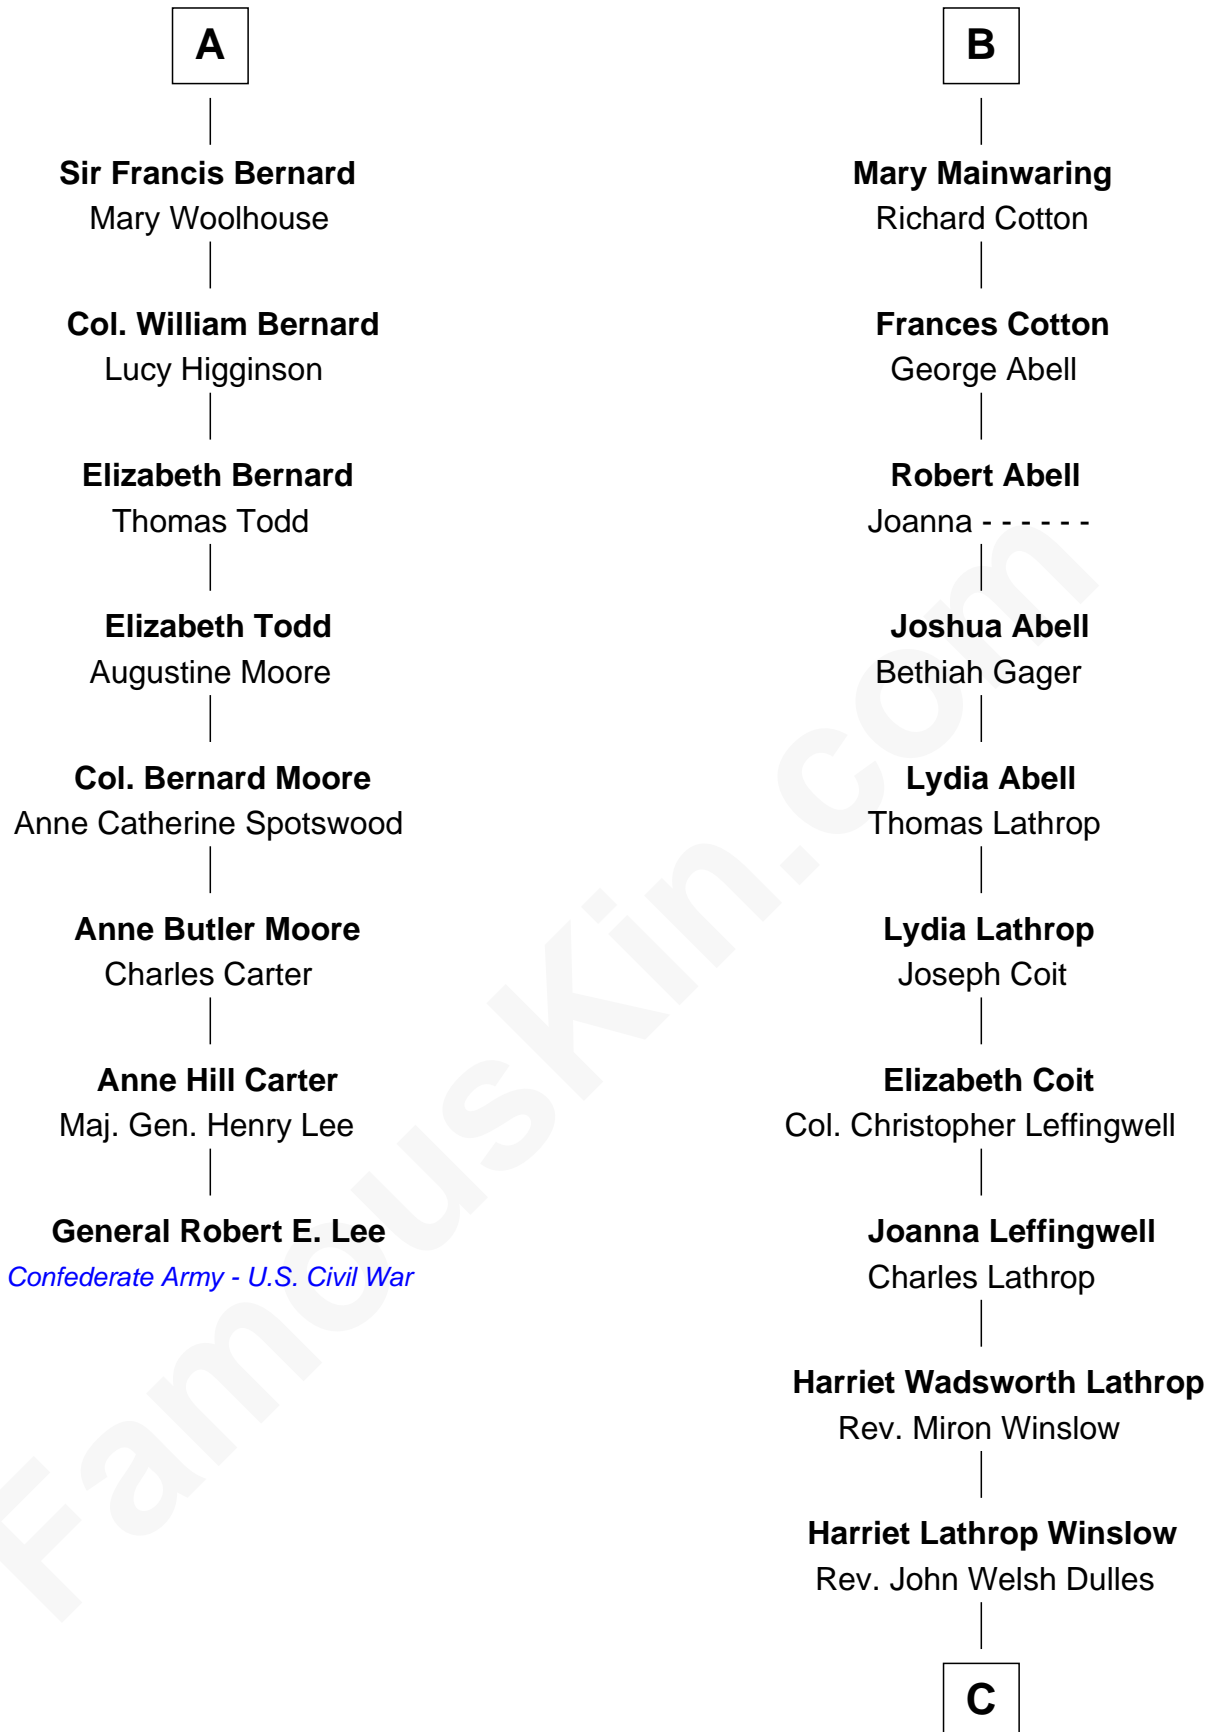 A
Sir Francis Bernard
Mary Woolhouse
Col. William Bernard
Lucy Higginson
Elizabeth Bernard
Thomas Todd
Elizabeth Todd
Augustine Moore
Col. Bernard Moore
Anne Catherine Spotswood
Anne Butler Moore
Charles Carter
Anne Hill Carter
Maj. Gen. Henry Lee
General Robert E. Lee
Confederate Army - U.S. Civil War
B
Mary Mainwaring
Richard Cotton
Frances Cotton
George Abell
Robert Abell
Joanna - - - - - -
Joshua Abell
Bethiah Gager
Lydia Abell
Thomas Lathrop
Lydia Lathrop
Joseph Coit
Elizabeth Coit
Col. Christopher Leffingwell
Joanna Leffingwell
Charles Lathrop
Harriet Wadsworth Lathrop
Rev. Miron Winslow
Harriet Lathrop Winslow
Rev. John Welsh Dulles
C
FamousKin.com